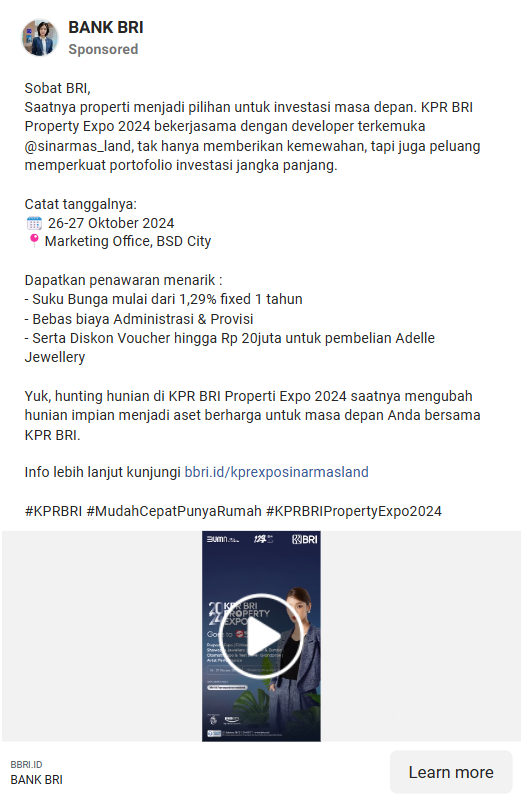 BANK BRI
Sponsored
Sobat BRI,
Saatnya properti menjadi pilihan untuk investasi masa depan. KPR BRI
Property Expo 2024 bekerjasama dengan developer terkemuka
@sinarmas_land, tak hanya memberikan kemewahan, tapi juga peluang
memperkuat portofolio investasi jangka panjang.
Catat tanggalnya:
26-27 Oktober 2024
Marketing Office, BSD City
Dapatkan penawaran menarik :
- Suku Bunga mulai dari 1,29% fixed 1 tahun
- Bebas biaya Administrasi & Provisi
- Serta Diskon Voucher hingga Rp 20juta untuk pembelian Adelle
Jewellery
Yuk, hunting hunian di KPR BRI Properti Expo 2024 saatnya mengubah
hunian impian menjadi aset berharga untuk masa depan Anda bersama
KPR BRI.
Info lebih lanjut kunjungi bbri.id/kprexposinarmasland
#KPRBRI #MudahCepatPunyaRumah #KPRBRIPropertyExpo2024
BUMN
BRI
2024 KPR BRI
PROPERTY
EXPO
Goes to
BBRI.ID
BANK BRI
Learn more